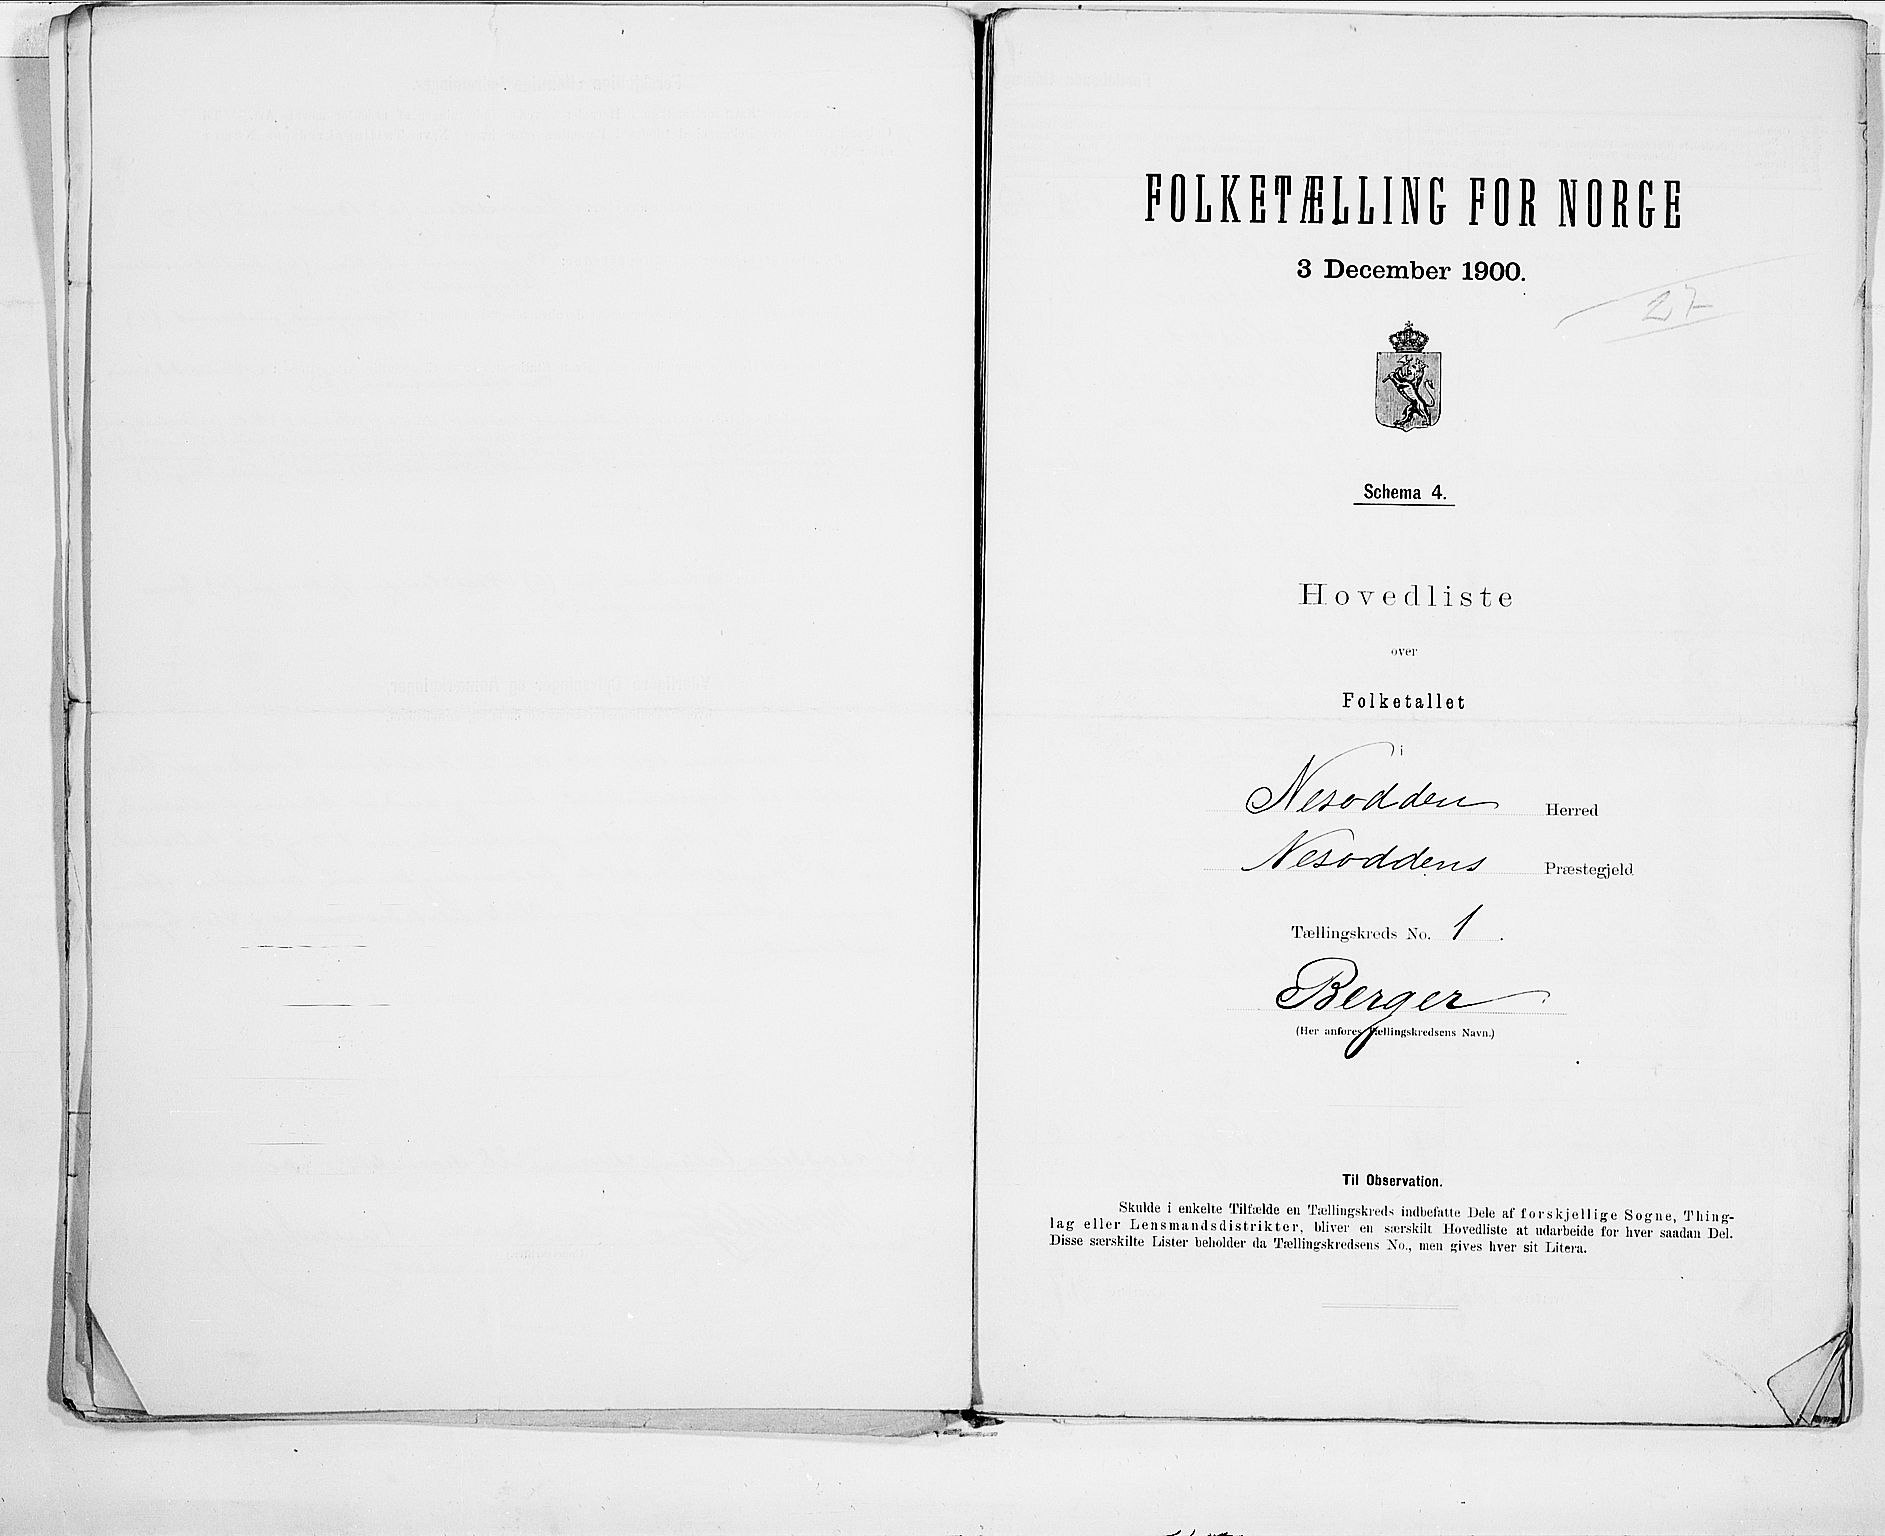 FOLKETÆLLING FOR NORGE
3 December 1900.
27
Schema 4.
Hovedliste
over
Folketallet
i
Nesodden Herred
Nesoddens Præstegjeld
Tællingskreds No. 1.
Berger
(Her anføres Tællingskredsens Navn.)
Til Observation.
Skulde i enkelte Tilfælde en Tællingskreds indbefatte Dele af forskjellige Sogne, Thing-
lag eller Lensmandsdistrikter, bliver en særskilt Hovedliste at udarbeide for hver saadan Del.
Disse særskilte Lister beholder da Tællingskredsens No., men gives hver sit Litera.